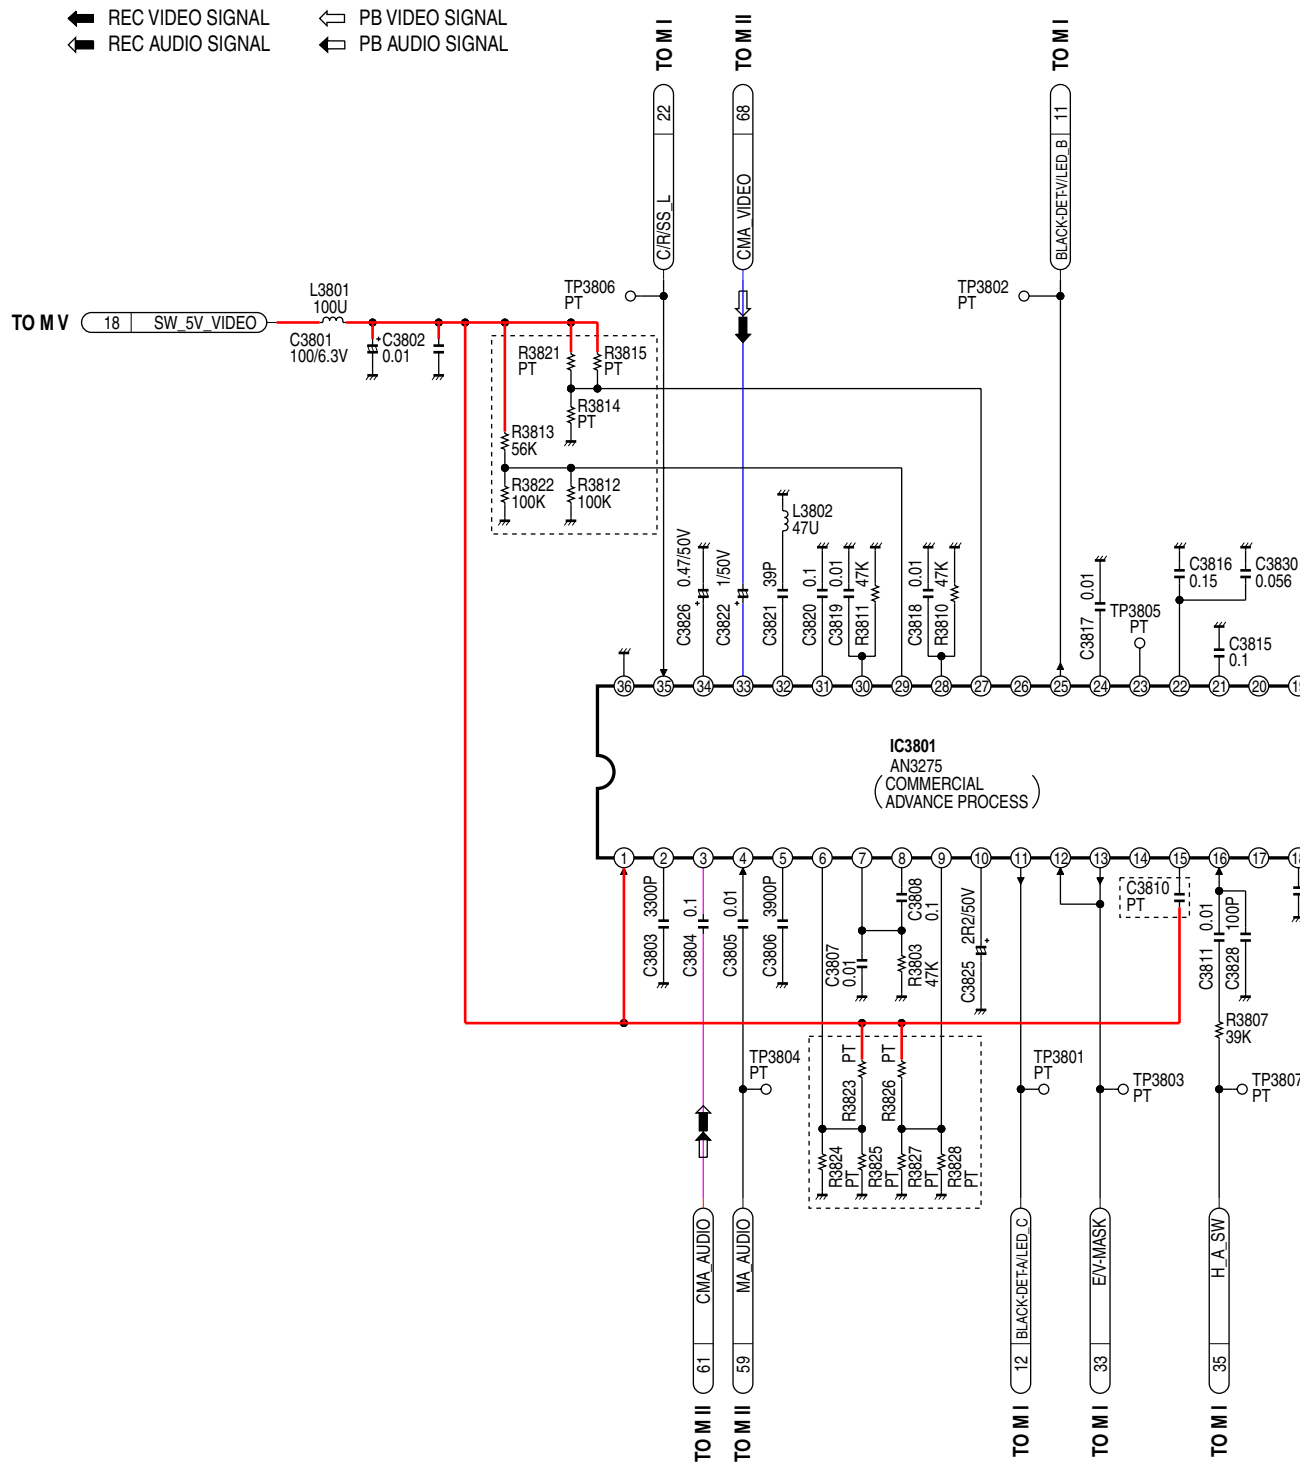 REC VIDEO SIGNAL
PB VIDEO SIGNAL
REC AUDIO SIGNAL
PB AUDIO SIGNAL
TO M I
22
C/R/SS_L
TO M II
68
CMA_VIDEO
TO M I
11
BLACK-DET-V/LED_B
TO M V
18
SW_5V_VIDEO
L3801
100U
C3801
100/6.3V
C3802
0.01
TP3806
PT
TP3802
PT
R3821
PT
R3815
PT
R3814
PT
R3813
56K
R3822
100K
R3812
100K
C3826
0.47/50V
C3822
1/50V
L3802
47U
C3821
39P
C3820
0.1
C3819
0.01
R3811
47K
C3818
0.01
R3810
47K
C3817
0.01
TP3805
PT
C3816
0.15
C3830
0.056
C3815
0.1
36
35
34
33
32
31
30
29
28
27
26
25
24
23
22
21
20
IC3801
AN3275
COMMERCIAL
ADVANCE PROCESS
1
2
3
4
5
6
7
8
9
10
11
12
13
14
15
16
17
C3803
3300P
C3804
0.1
C3805
0.01
C3806
3900P
C3807
0.01
C3808
0.1
R3803
47K
C3825
2R2/50V
C3810
PT
C3811
0.01
C3828
100P
R3807
39K
TP3804
PT
R3823
PT
R3826
PT
TP3801
PT
TP3803
PT
TP3807
PT
R3824
PT
R3825
PT
R3827
PT
R3828
PT
CMA_AUDIO
61
TO M II
MA_AUDIO
59
TO M II
BLACK-DET-A/LED_C
12
TO M I
E/V-MASK
33
TO M I
H_A_SW
35
TO M I